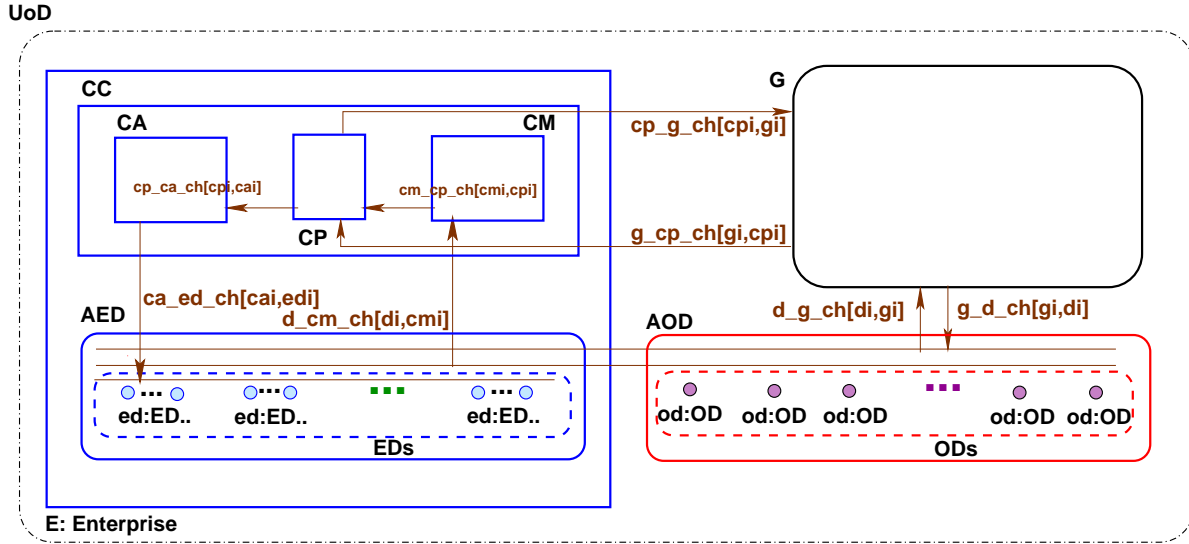 UoD
G
CC
CA
CM
cp_g_ch[cpi,gi]
cp_ca_ch[cpi,cai]
cm_cp_ch[cmi,cpi]
CP
g_cp_ch[gi,cpi]
ca_ed_ch[cai,edi]
d_cm_ch[di,cmi]
d_g_ch[di,gi]
g_d_ch[gi,di]
AED
AOD
... ... ... ... ...
ed:ED.. ed:ED.. ed:ED..
od:OD od:OD od:OD od:OD od:OD
EDs
ODs
E: Enterprise